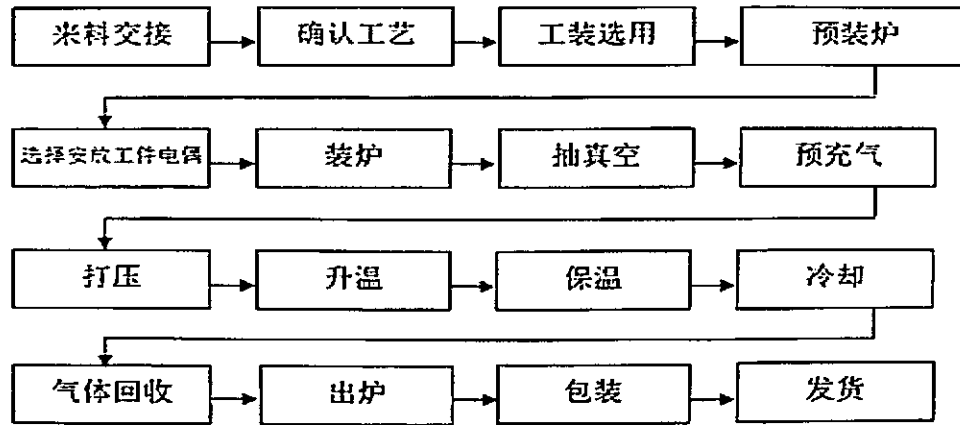 来料交接 确认工艺 工装选用 预装炉
选择安放工件电偶 装炉 抽真空 预充气
打压 升温 保温 冷却
气体回收 出炉 包装 发货